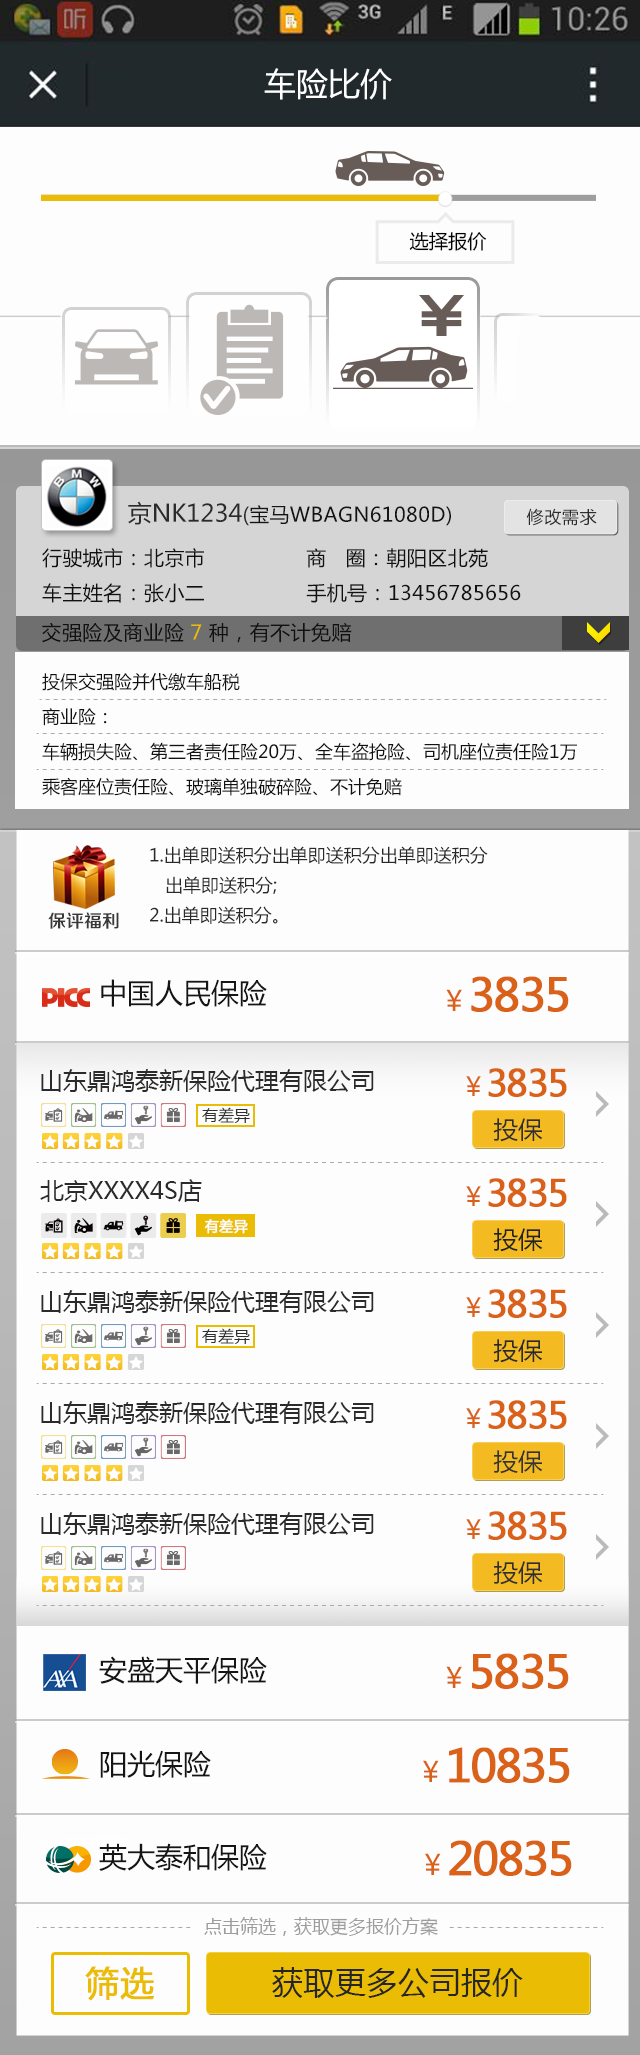 听 3G E 10:26
车险比价
选择报价
¥
BMW
京NK1234(宝马WBAGN61080D) 修改需求
行驶城市：北京市 商 圈：朝阳区北苑
车主姓名：张小二 手机号：13456785656
交强险及商业险 7 种，有不计免赔
投保交强险并代缴车船税
商业险：
车辆损失险、第三者责任险20万、全车盗抢险、司机座位责任险1万
乘客座位责任险、玻璃单独破碎险、不计免赔
1.出单即送积分出单即送积分出单即送积分
出单即送积分;
2.出单即送积分。
保评福利
PICC 中国人民保险 ¥ 3835
山东鼎鸿泰新保险代理有限公司 ¥ 3835
有差异 投保
北京XXXX4S店 ¥ 3835
有差异 投保
山东鼎鸿泰新保险代理有限公司 ¥ 3835
有差异 投保
山东鼎鸿泰新保险代理有限公司 ¥ 3835
投保
山东鼎鸿泰新保险代理有限公司 ¥ 3835
投保
AXA 安盛天平保险 ¥ 5835
阳光保险 ¥ 10835
英大泰和保险 ¥ 20835
点击筛选，获取更多报价方案
筛选 获取更多公司报价